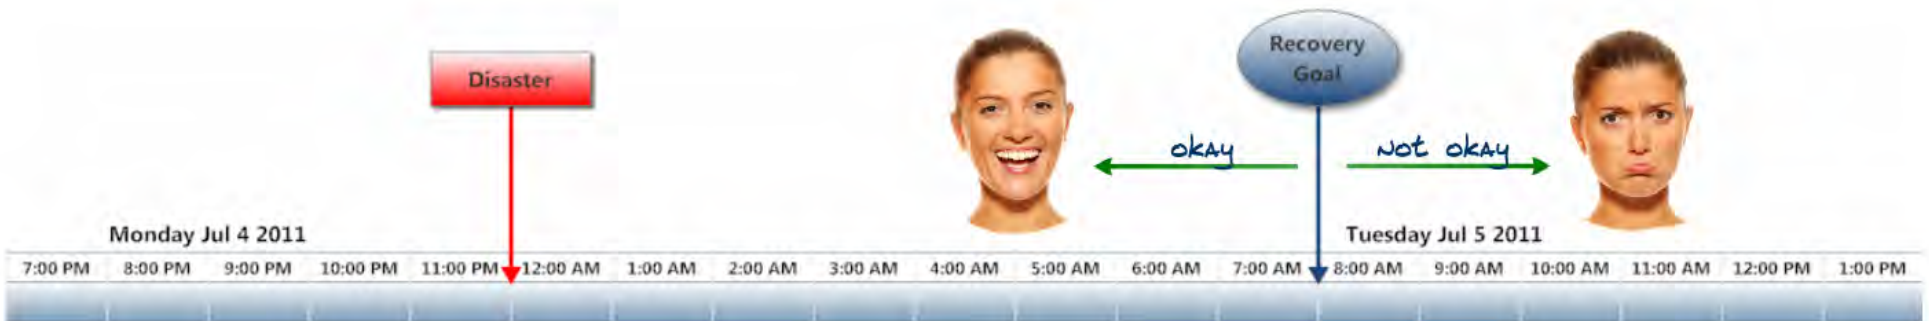 Disaster
Recovery
Goal
okay
Not okay
Monday Jul 4 2011
Tuesday Jul 5 2011
7:00 PM 8:00 PM 9:00 PM 10:00 PM 11:00 PM 12:00 AM 1:00 AM 2:00 AM 3:00 AM 4:00 AM 5:00 AM 6:00 AM 7:00 AM 8:00 AM 9:00 AM 10:00 AM 11:00 AM 12:00 PM 1:00 PM